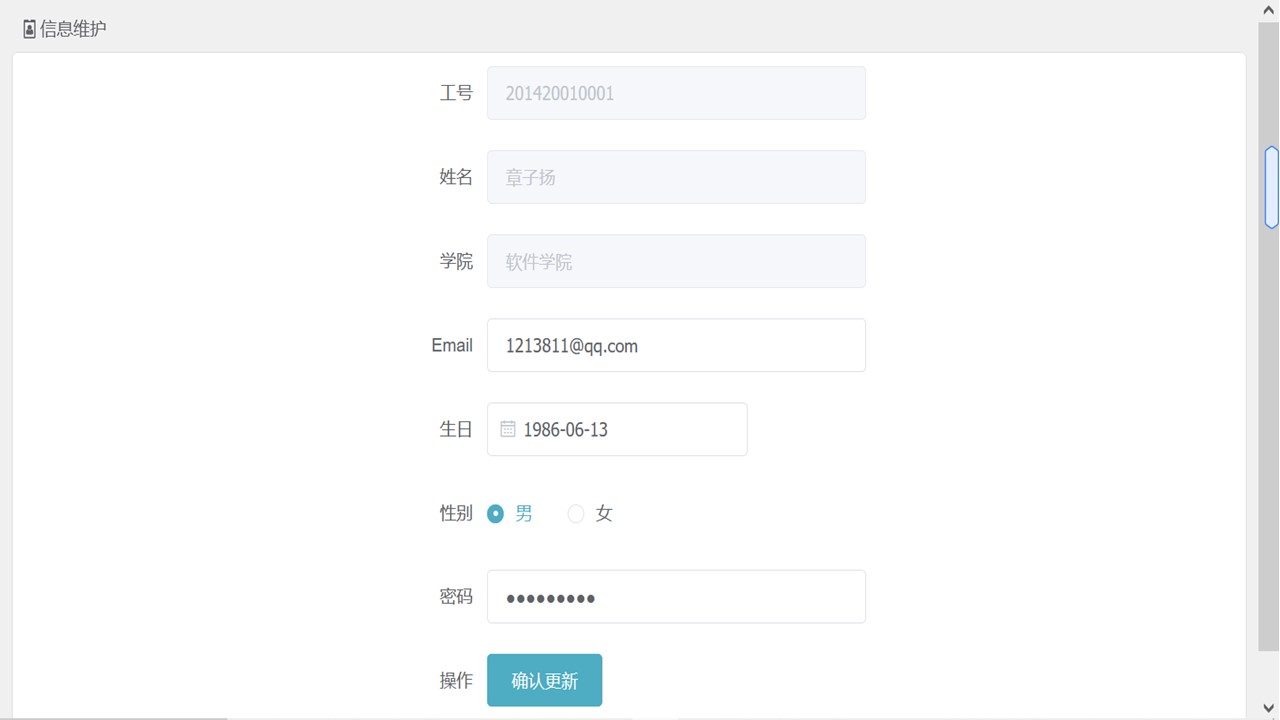 信息维护
工号 201420010001
姓名 章子扬
学院 软件学院
Email 1213811@qq.com
生日 1986-06-13
性别 男 女
密码 ●●●●●●●●●
操作 确认更新